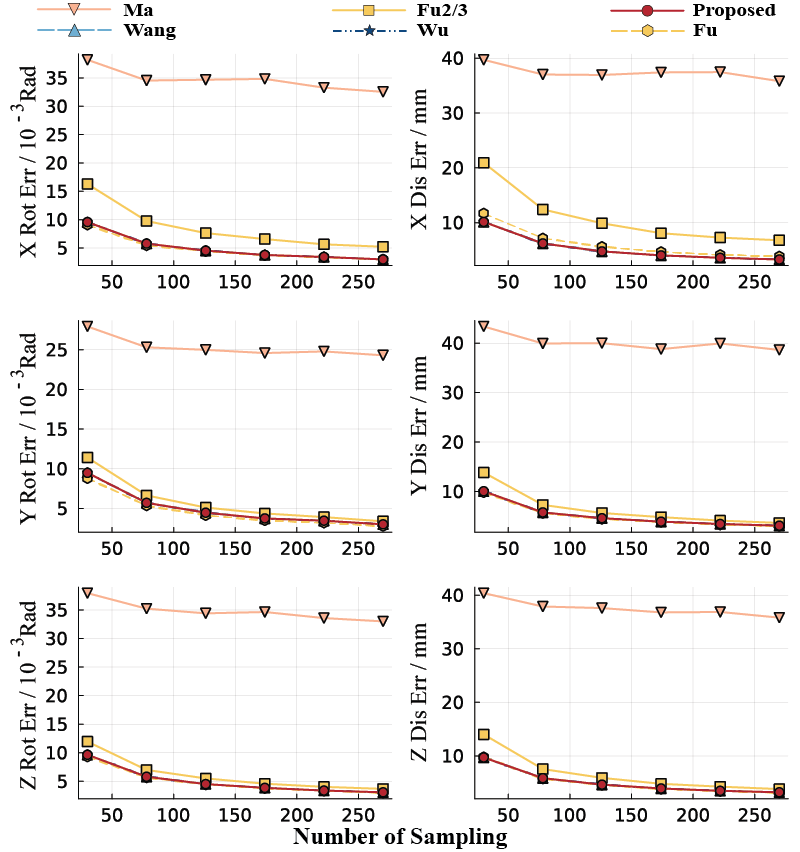 Ma Fu2/3 Proposed
Wang Wu Fu
X Rot Err / 10⁻³Rad
35
30
25
20
15
10
5
50 100 150 200 250
X Dis Err / mm
40
30
20
10
50 100 150 200 250
Y Rot Err / 10⁻³Rad
25
20
15
10
5
50 100 150 200 250
Y Dis Err / mm
40
30
20
10
50 100 150 200 250
Z Rot Err / 10⁻³Rad
35
30
25
20
15
10
5
50 100 150 200 250
Z Dis Err / mm
40
30
20
10
50 100 150 200 250
Number of Sampling